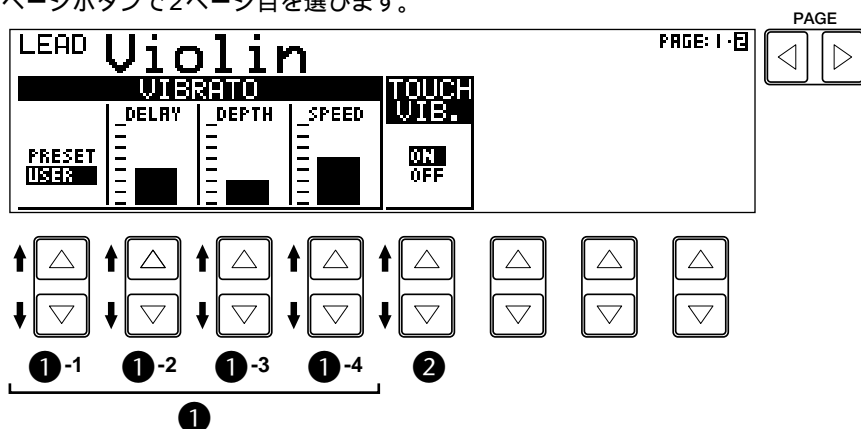 ページボタンで2ページ目を選びます。
PAGE
LEAD Violin PAGE: 1 · 2
VIBRATO TOUCH VIB.
DELAY DEPTH SPEED
PRESET USER ON OFF
1-1 1-2 1-3 1-4 2
1